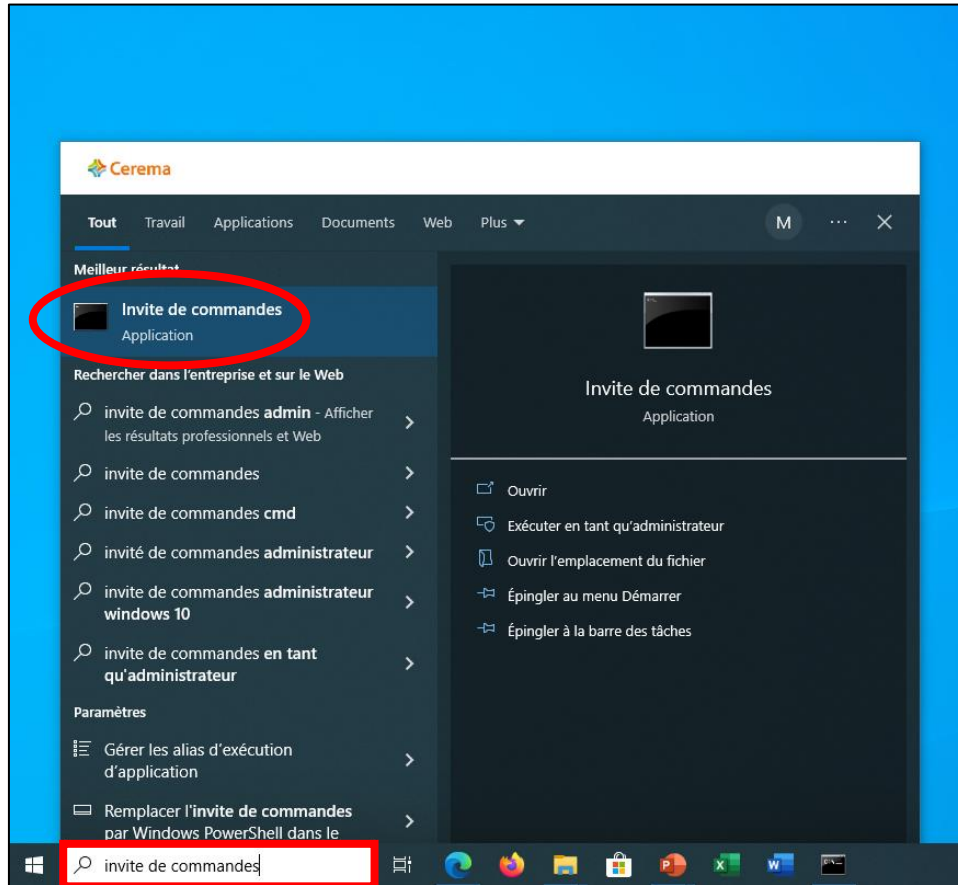 Cerema
Tout Travail Applications Documents Web Plus
M
Meilleur résultat
Invite de commandes
Application
Rechercher dans l'entreprise et sur le Web
invite de commandes admin - Afficher
les résultats professionnels et Web
invite de commandes
invite de commandes cmd
invité de commandes administrateur
invite de commandes administrateur
windows 10
invite de commandes en tant
qu'administrateur
Paramètres
Gérer les alias d'exécution
d'application
Remplacer l'invite de commandes
par Windows PowerShell dans le
Invite de commandes
Application
Ouvrir
Exécuter en tant qu'administrateur
Ouvrir l'emplacement du fichier
Épingler au menu Démarrer
Épingler à la barre des tâches
invite de commandes